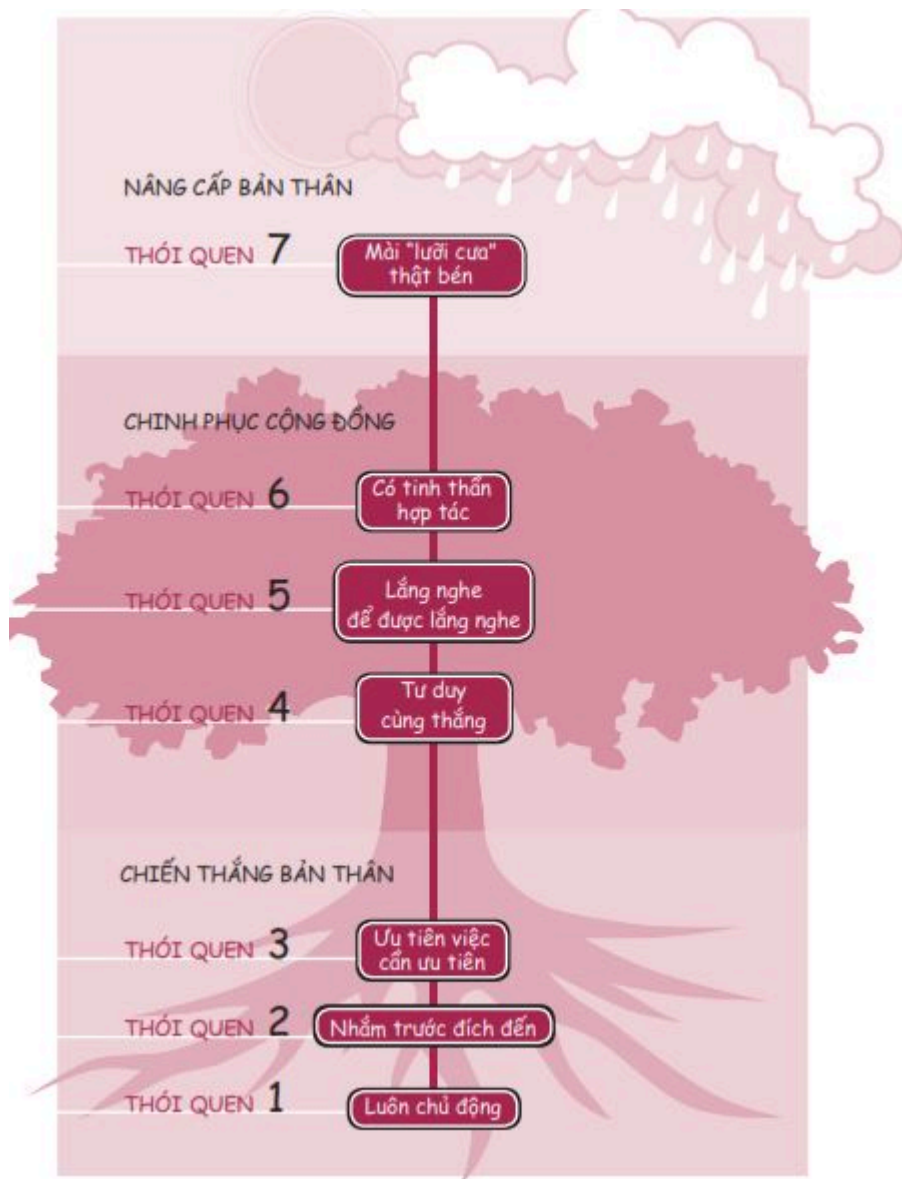 NÂNG CẤP BẢN THÂN
THÓI QUEN 7
Mài "lưỡi cưa"
thật bén
CHINH PHỤC CỘNG ĐỒNG
THÓI QUEN 6
Có tinh thần
hợp tác
THÓI QUEN 5
Lắng nghe
để được lắng nghe
THÓI QUEN 4
Tư duy
cùng thắng
CHIẾN THẮNG BẢN THÂN
THÓI QUEN 3
Ưu tiên việc
cần ưu tiên
THÓI QUEN 2
Nhắm trước đích đến
THÓI QUEN 1
Luôn chủ động